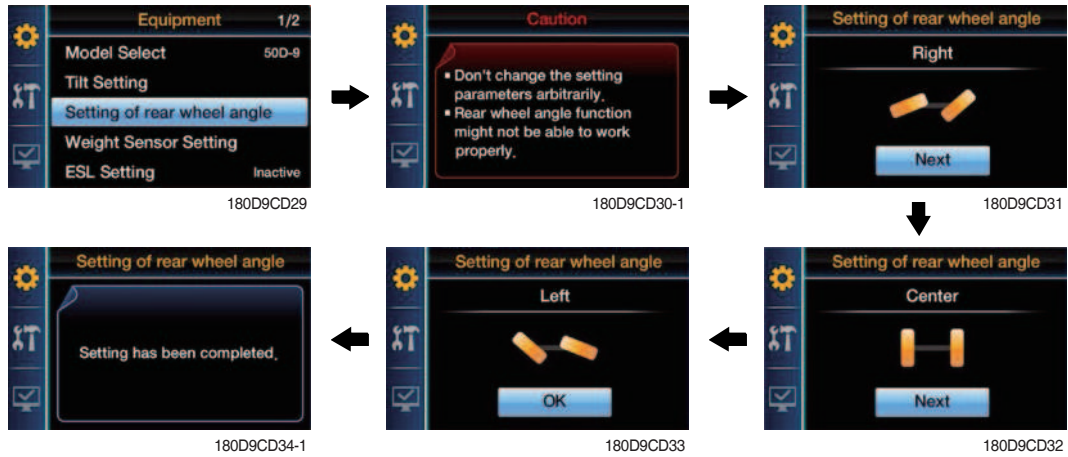 Equipment 1/2
Model Select 50D-9
Tilt Setting
Setting of rear wheel angle
Weight Sensor Setting
ESL Setting Inactive
180D9CD29
Caution
▪ Don't change the setting
parameters arbitrarily.
▪ Rear wheel angle function
might not be able to work
properly.
180D9CD30-1
Setting of rear wheel angle
Right
Next
180D9CD31
Setting of rear wheel angle
Center
Next
180D9CD32
Setting of rear wheel angle
Left
OK
180D9CD33
Setting of rear wheel angle
Setting has been completed.
180D9CD34-1